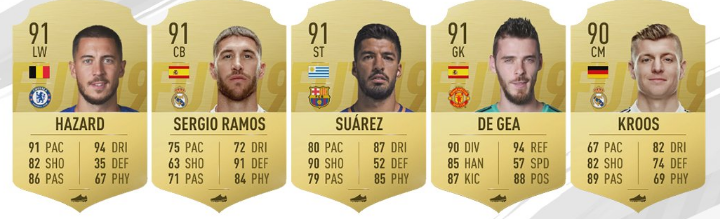 91
LW
HAZARD
91 PAC 94 DRI
82 SHO 35 DEF
86 PAS 67 PHY
91
CB
SERGIO RAMOS
75 PAC 72 DRI
63 SHO 91 DEF
71 PAS 84 PHY
91
ST
SUÁREZ
80 PAC 87 DRI
90 SHO 52 DEF
79 PAS 85 PHY
91
GK
DE GEA
90 DIV 94 REF
85 HAN 57 SPD
87 KIC 88 POS
90
CM
KROOS
67 PAC 82 DRI
82 SHO 74 DEF
89 PAS 69 PHY